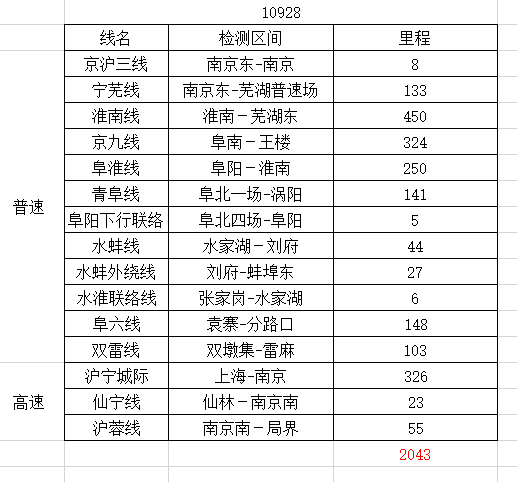 10928
线名 检测区间 里程
京沪三线 南京东-南京 8
宁芜线 南京东-芜湖普速场 133
淮南线 淮南－芜湖东 450
京九线 阜南－王楼 324
阜淮线 阜阳－淮南 250
青阜线 阜北一场-涡阳 141
普速
阜阳下行联络 阜北四场-阜阳 5
水蚌线 水家湖－刘府 44
水蚌外绕线 刘府-蚌埠东 27
水淮联络线 张家岗-水家湖 6
阜六线 袁寨-分路口 148
双雷线 双墩集-雷麻 103
沪宁城际 上海-南京 326
高速 仙宁线 仙林－南京南 23
沪蓉线 南京南－局界 55
2043